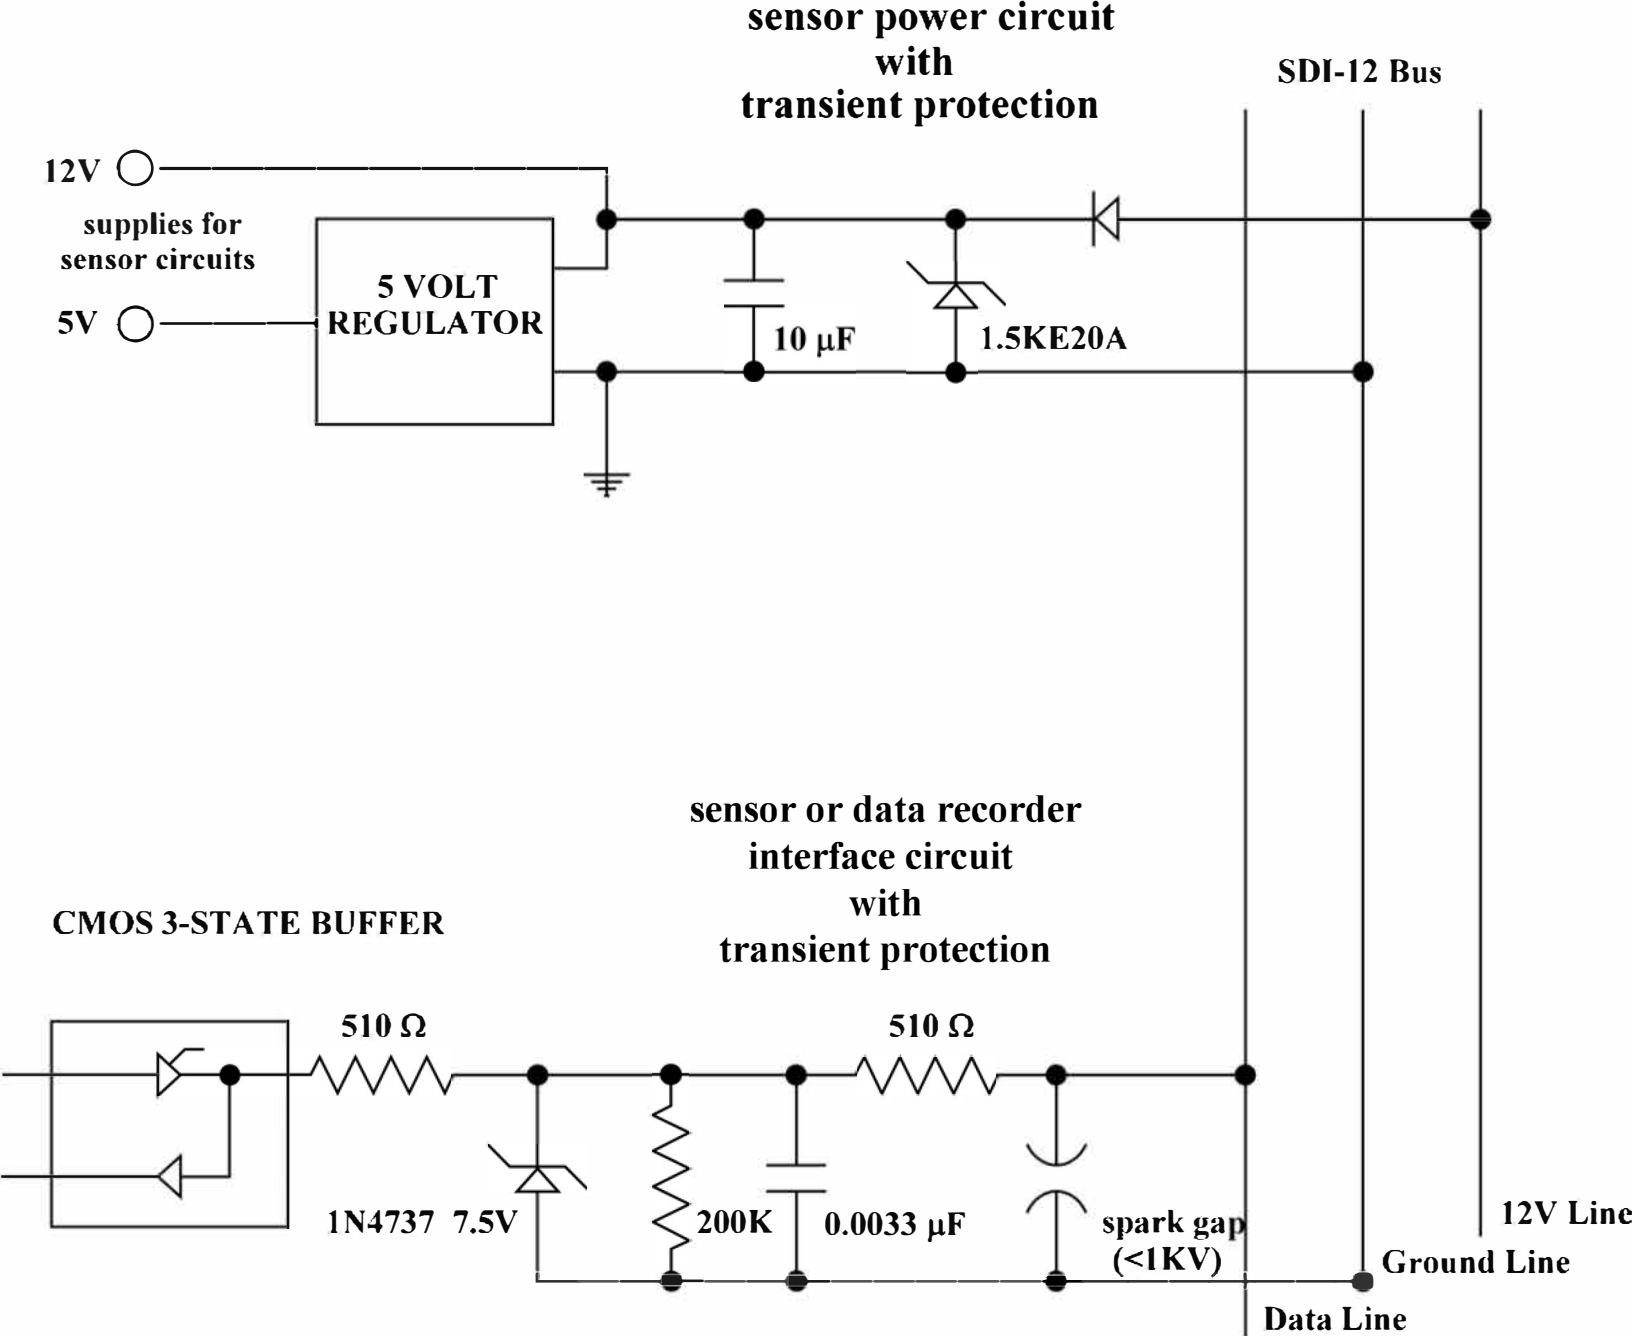 sensor power circuit
with
transient protection
SDI-12 Bus
12V
supplies for
sensor circuits
5V
5 VOLT
REGULATOR
10 µF
1.5KE20A
sensor or data recorder
interface circuit
with
transient protection
CMOS 3-STATE BUFFER
510 Ω
510 Ω
1N4737 7.5V
200K
0.0033 µF
spark gap
(<1KV)
12V Line
Ground Line
Data Line